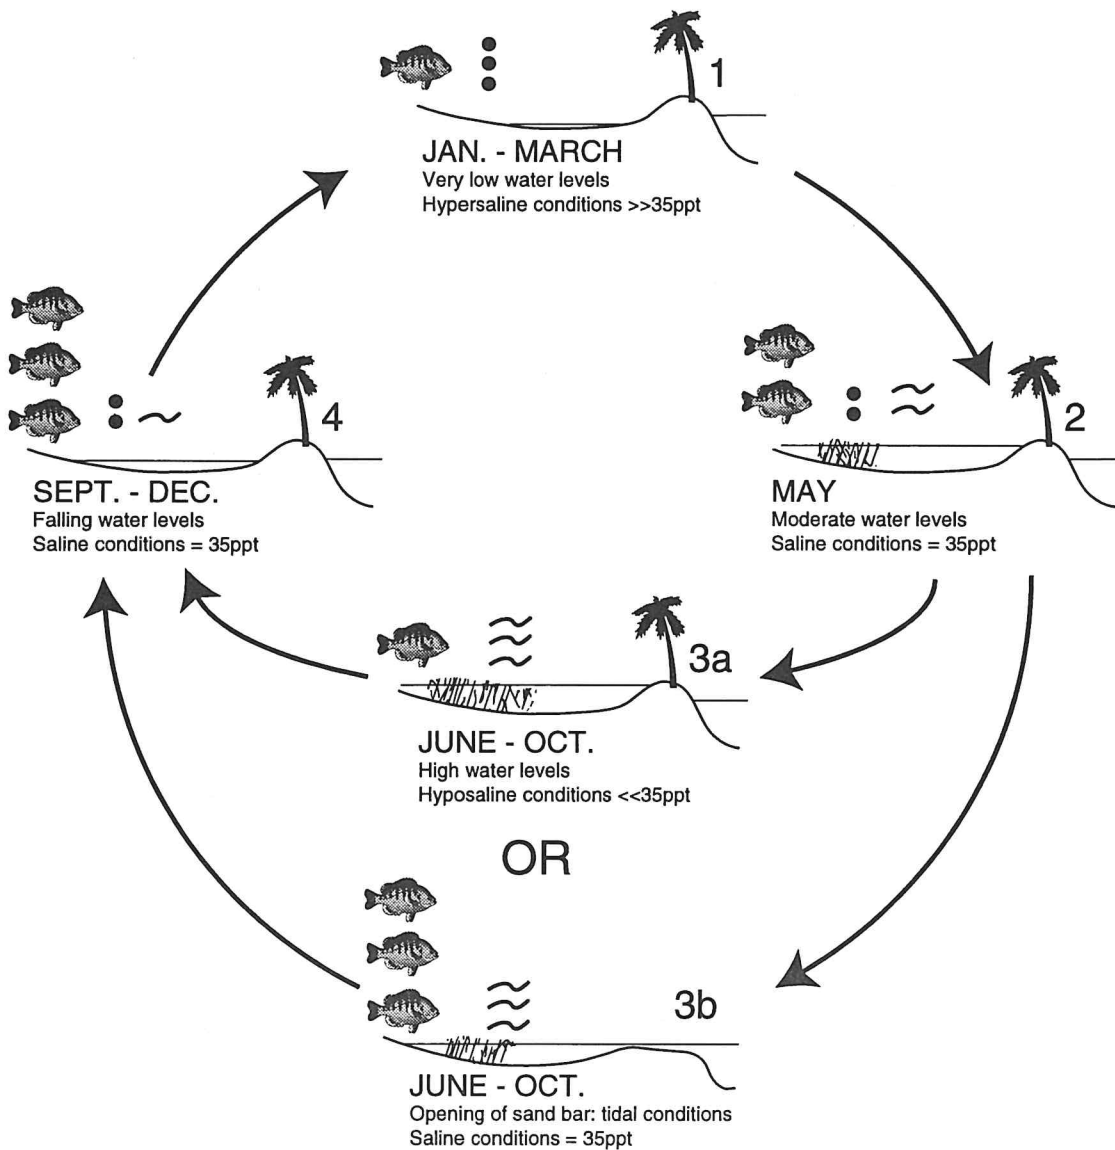 1
JAN. - MARCH
Very low water levels
Hypersaline conditions >>35ppt
2
MAY
Moderate water levels
Saline conditions = 35ppt
4
SEPT. - DEC.
Falling water levels
Saline conditions = 35ppt
3a
JUNE - OCT.
High water levels
Hyposaline conditions <<35ppt
OR
3b
JUNE - OCT.
Opening of sand bar: tidal conditions
Saline conditions = 35ppt